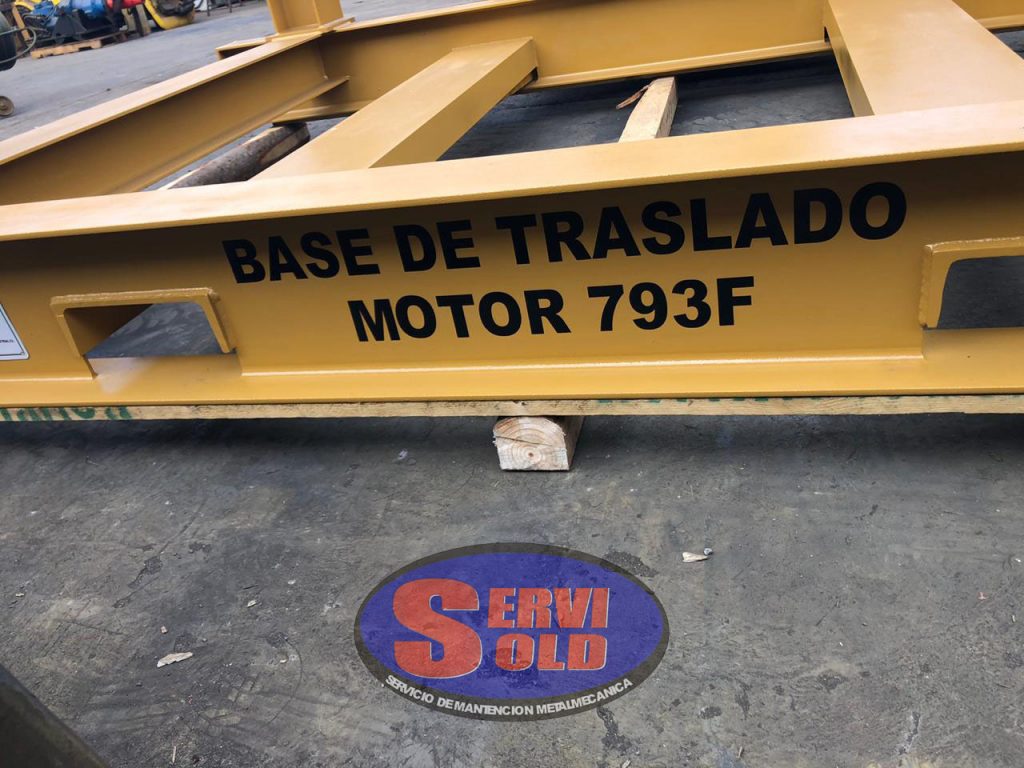 BASE DE TRASLADO
MOTOR 793F
SERVI
SOLD
SERVICIO DE MANTENCION METALMECANICA